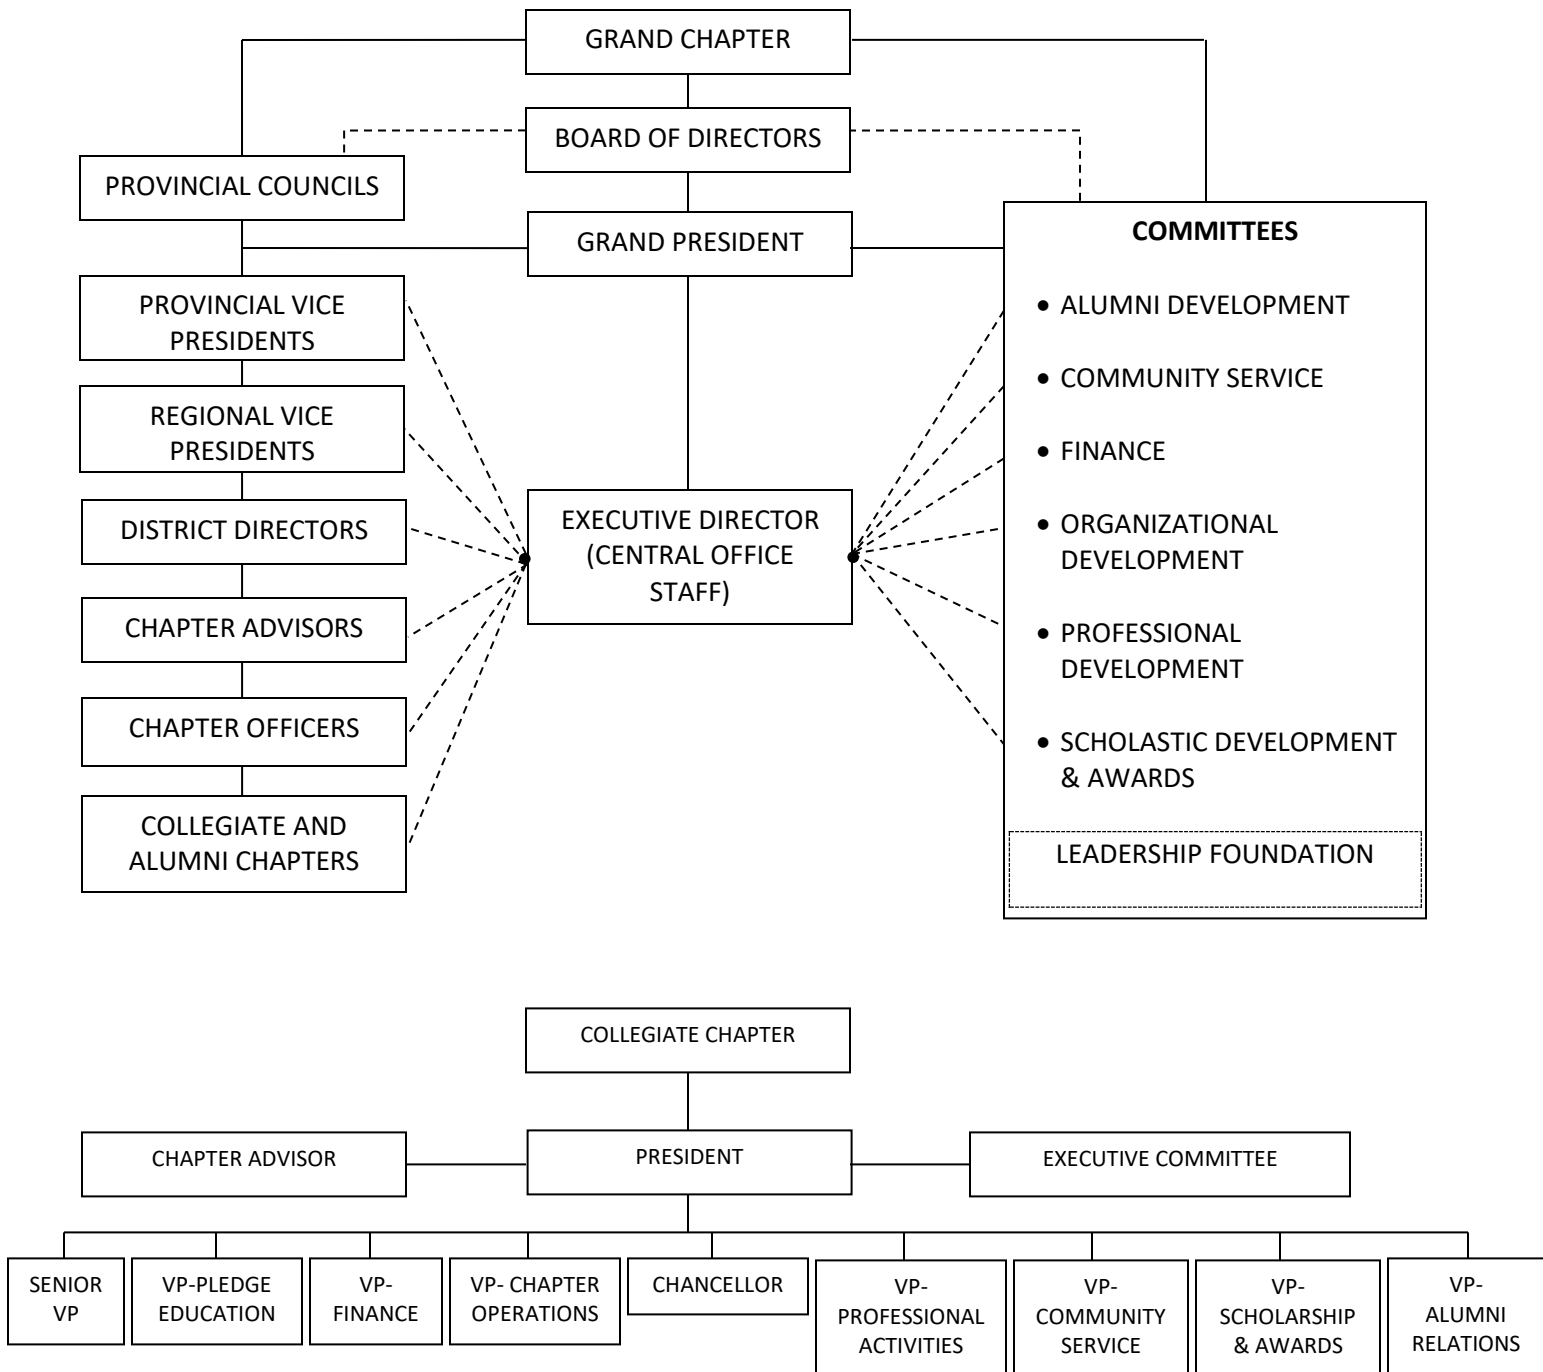 GRAND CHAPTER
BOARD OF DIRECTORS
PROVINCIAL COUNCILS
GRAND PRESIDENT
PROVINCIAL VICE
PRESIDENTS
REGIONAL VICE
PRESIDENTS
DISTRICT DIRECTORS
CHAPTER ADVISORS
CHAPTER OFFICERS
COLLEGIATE AND
ALUMNI CHAPTERS
EXECUTIVE DIRECTOR
(CENTRAL OFFICE
STAFF)
COMMITTEES
• ALUMNI DEVELOPMENT
• COMMUNITY SERVICE
• FINANCE
• ORGANIZATIONAL
DEVELOPMENT
• PROFESSIONAL
DEVELOPMENT
• SCHOLASTIC DEVELOPMENT
& AWARDS
LEADERSHIP FOUNDATION
COLLEGIATE CHAPTER
CHAPTER ADVISOR
PRESIDENT
EXECUTIVE COMMITTEE
SENIOR
VP
VP-PLEDGE
EDUCATION
VP-
FINANCE
VP- CHAPTER
OPERATIONS
CHANCELLOR
VP-
PROFESSIONAL
ACTIVITIES
VP-
COMMUNITY
SERVICE
VP-
SCHOLARSHIP
& AWARDS
VP-
ALUMNI
RELATIONS